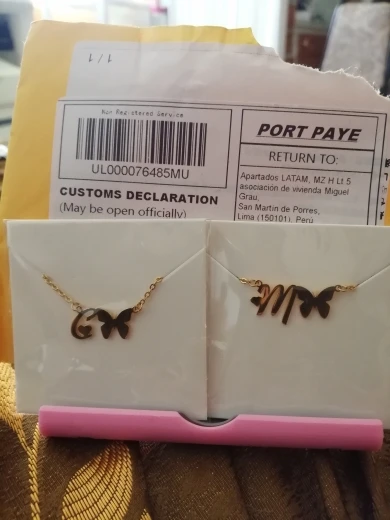 1/1
Non Registered Service
UL000076485MU
CUSTOMS DECLARATION
(May be open officially)
PORT PAYE
RETURN TO:
Apartados LATAM, MZ H Lt 5
asociación de vivienda Miguel
Grau,
San Martin de Porres,
Lima (150101), Perú
G
M